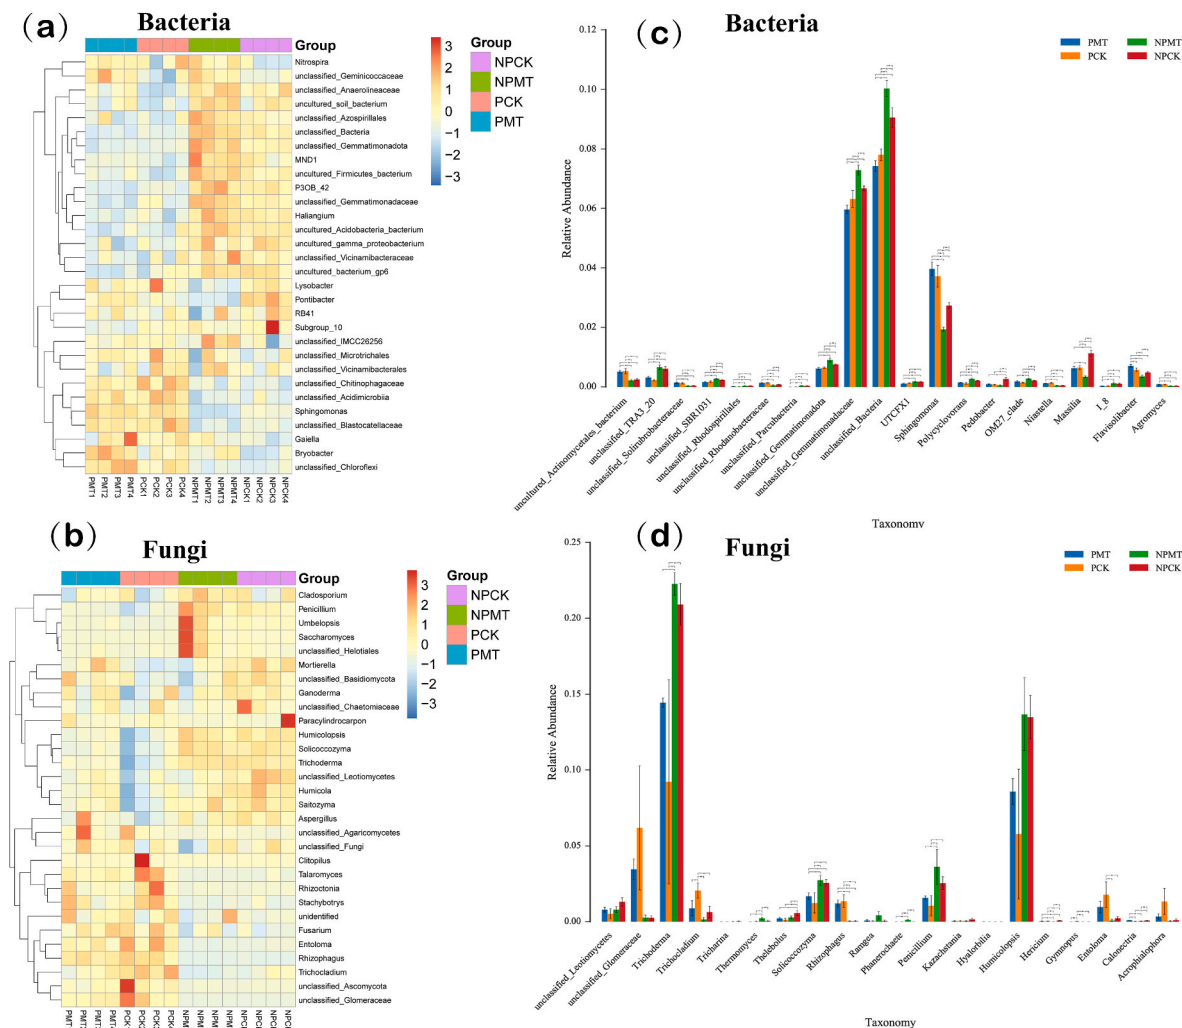 (a)
Bacteria
Group
Nitrospira
unclassified_Geminicoccaceae
unclassified_Anaerolineaceae
uncultured_soil_bacterium
unclassified_Azospirillales
unclassified_Bacteria
unclassified_Gemmatimonadota
MND1
uncultured_Firmicutes_bacterium
P3OB_42
unclassified_Gemmatimonadaceae
Haliangium
uncultured_Acidobacteria_bacterium
uncultured_gamma_proteobacterium
unclassified_Vicinamibacteraceae
uncultured_bacterium_gp6
Lysobacter
Pontibacter
RB41
Subgroup_10
unclassified_IMCC26256
unclassified_Microtrichales
unclassified_Vicinamibacterales
unclassified_Chitinophagaceae
unclassified_Acidimicrobiia
Sphingomonas
unclassified_Blastocatellaceae
Gaiella
Bryobacter
unclassified_Chloroflexi
PMT1
PMT2
PMT3
PMT4
PCK1
PCK2
PCK3
PCK4
NPMT1
NPMT2
NPMT3
NPMT4
NPCK1
NPCK2
NPCK3
NPCK4
3
2
1
0
−1
−2
−3
Group
NPCK
NPMT
PCK
PMT
(c)
Bacteria
PMT
PCK
NPMT
NPCK
Relative Abundance
0.12
0.10
0.08
0.06
0.04
0.02
0.00
uncultured_Actinomycetales_bacterium
unclassified_TRA3_20
unclassified_Solirubrobacteraceae
unclassified_SBR1031
unclassified_Rhodospirillales
unclassified_Rhodanobacteraceae
unclassified_Parcubacteria
unclassified_Gemmatimonadota
unclassified_Gemmatimonadaceae
unclassified_Bacteria
UTCFX1
Sphingomonas
Polycyclovorans
Pedobacter
OM27_clade
Niastella
Massilia
I_8
Flavisolibacter
Agromyces
Taxonomy
(b)
Fungi
Group
Cladosporium
Penicillium
Umbelopsis
Saccharomyces
unclassified_Helotiales
Mortierella
unclassified_Basidiomycota
Ganoderma
unclassified_Chaetomiaceae
Paracylindrocarpon
Humicolopsis
Solicoccozyma
Trichoderma
unclassified_Leotiomycetes
Humicola
Saitozyma
Aspergillus
unclassified_Agaricomycetes
unclassified_Fungi
Clitopilus
Talaromyces
Rhizoctonia
Stachybotrys
unidentified
Fusarium
Entoloma
Rhizophagus
Trichocladium
unclassified_Ascomycota
unclassified_Glomeraceae
3
2
1
0
−1
−2
−3
Group
NPCK
NPMT
PCK
PMT
(d)
Fungi
PMT
PCK
NPMT
NPCK
Relative Abundance
0.25
0.20
0.15
0.10
0.05
0.00
unclassified_Leotiomycetes
unclassified_Glomeraceae
Trichoderma
Trichocladium
Tricharina
Thermomyces
Thelebolus
Solicoccozyma
Rhizophagus
Ramgea
Phanerochaete
Penicillium
Kazachstania
Hyalorbilia
Humicolopsis
Hericium
Gymnopus
Entoloma
Calonectria
Acrophialophora
Taxonomy